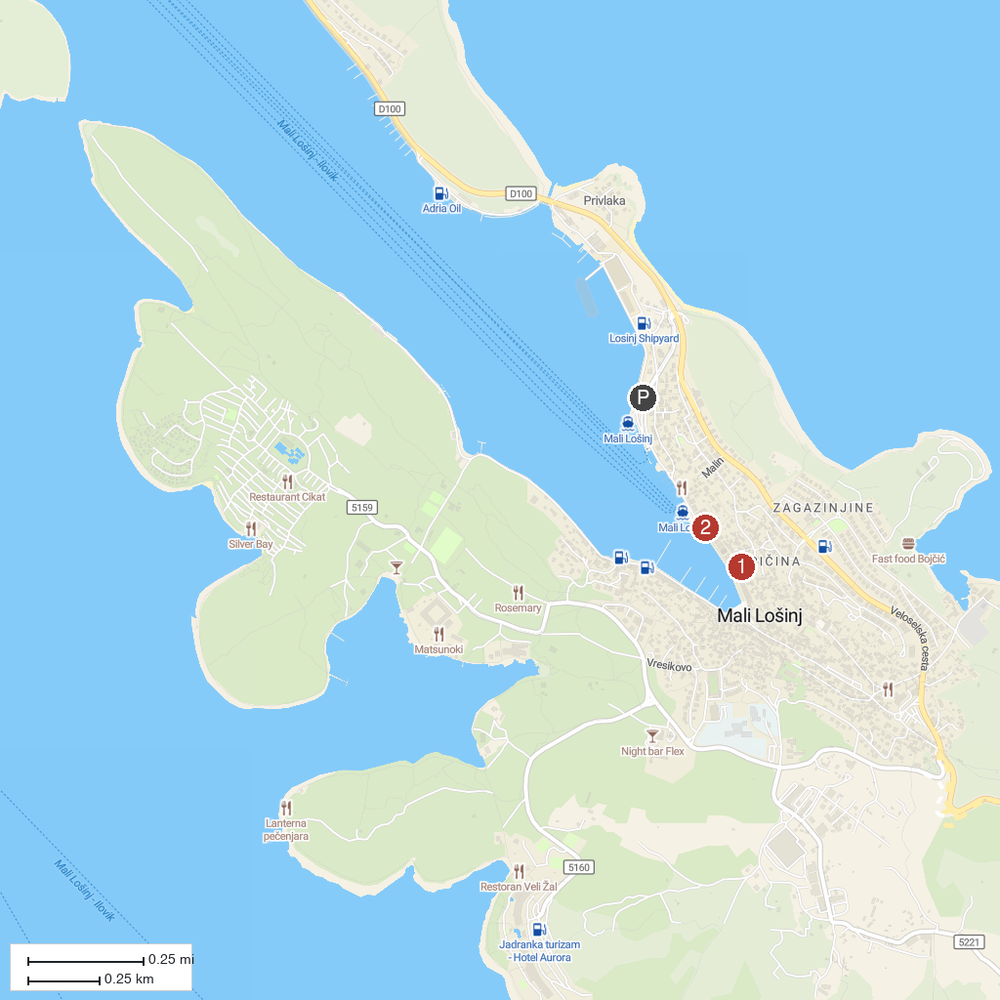 D100
Mali Lošinj - Ilovik
D100
Adria Oil
Privlaka
Losinj Shipyard
P
Mali Lošinj
Malin
ZAGAZINJINE
Restaurant Cikat
5159
Silver Bay
Mali Lo
2
1
IČINA
Fast food Bojčić
Rosemary
Mali Lošinj
Veloselska cesta
Matsunoki
Vresikovo
Night bar Flex
Lanterna
pečenjara
Mali Lošinj - Ilovik
5160
Restoran Veli Žal
Jadranka turizam
- Hotel Aurora
5221
0.25 mi
0.25 km